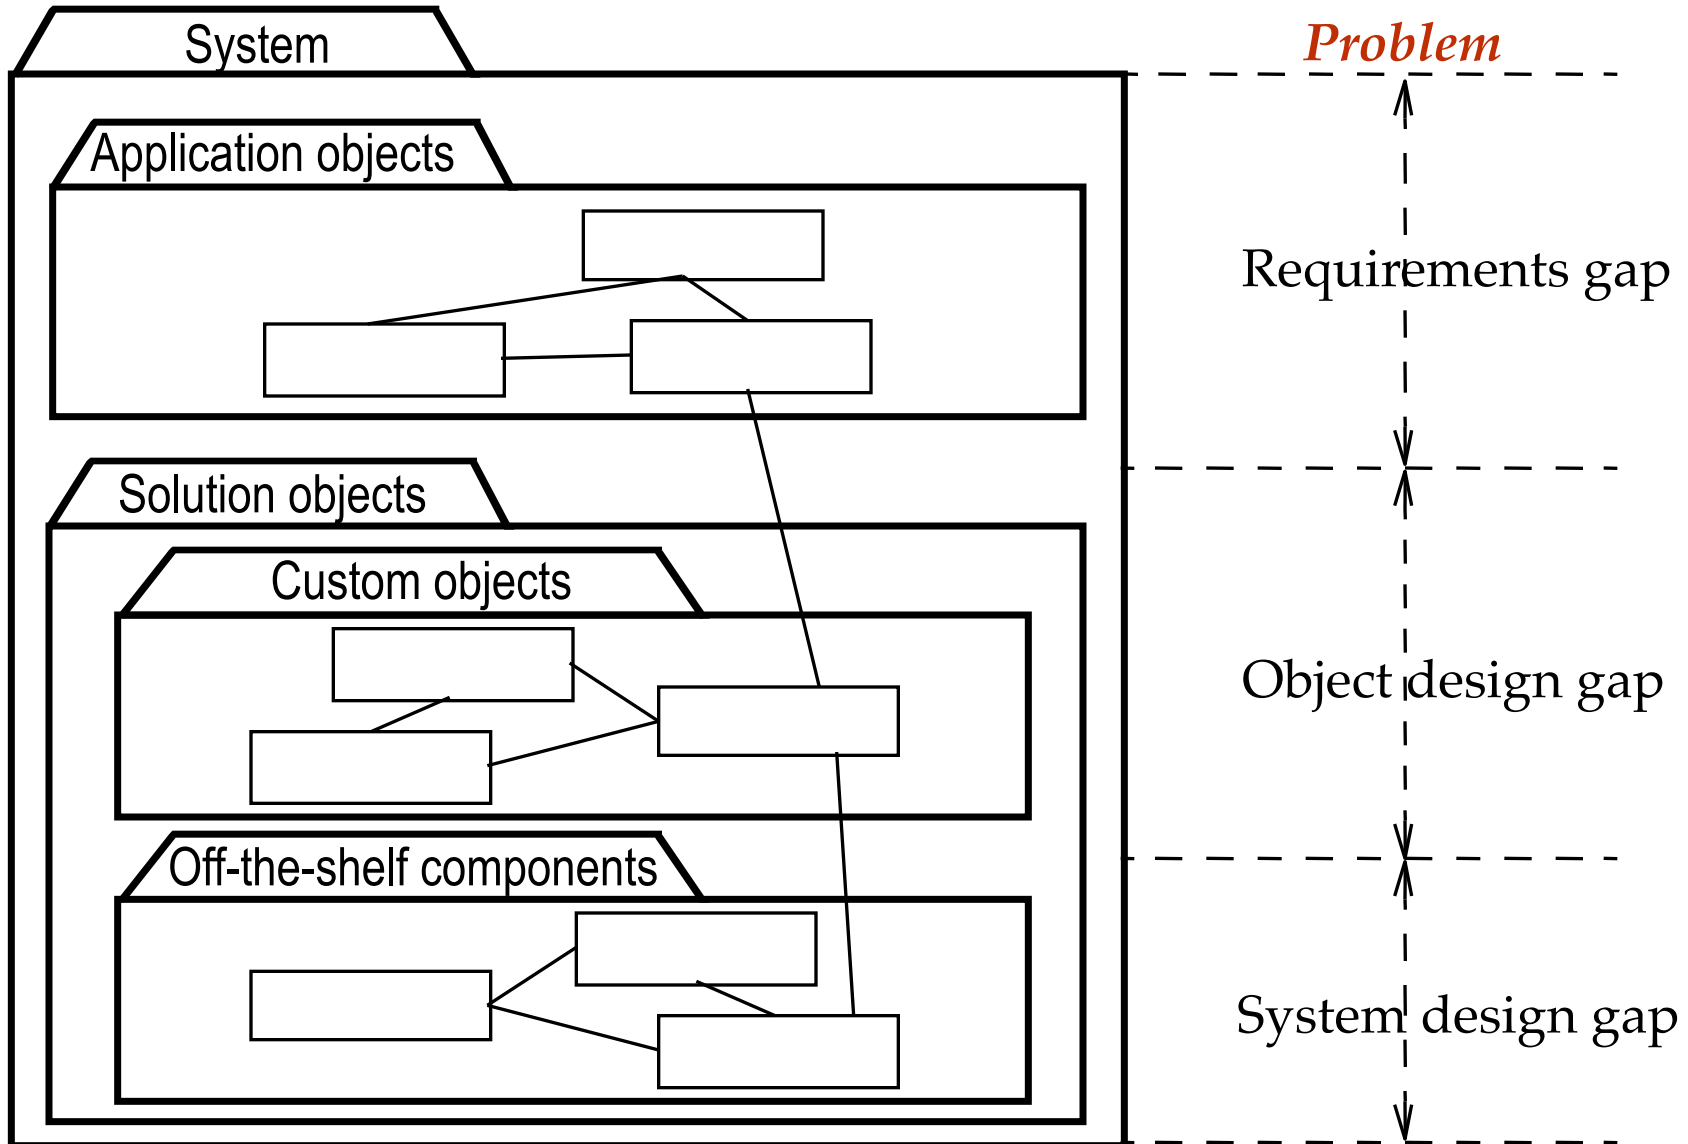 System
Problem
Application objects
Requirements gap
Solution objects
Custom objects
Object design gap
Off-the-shelf components
System design gap